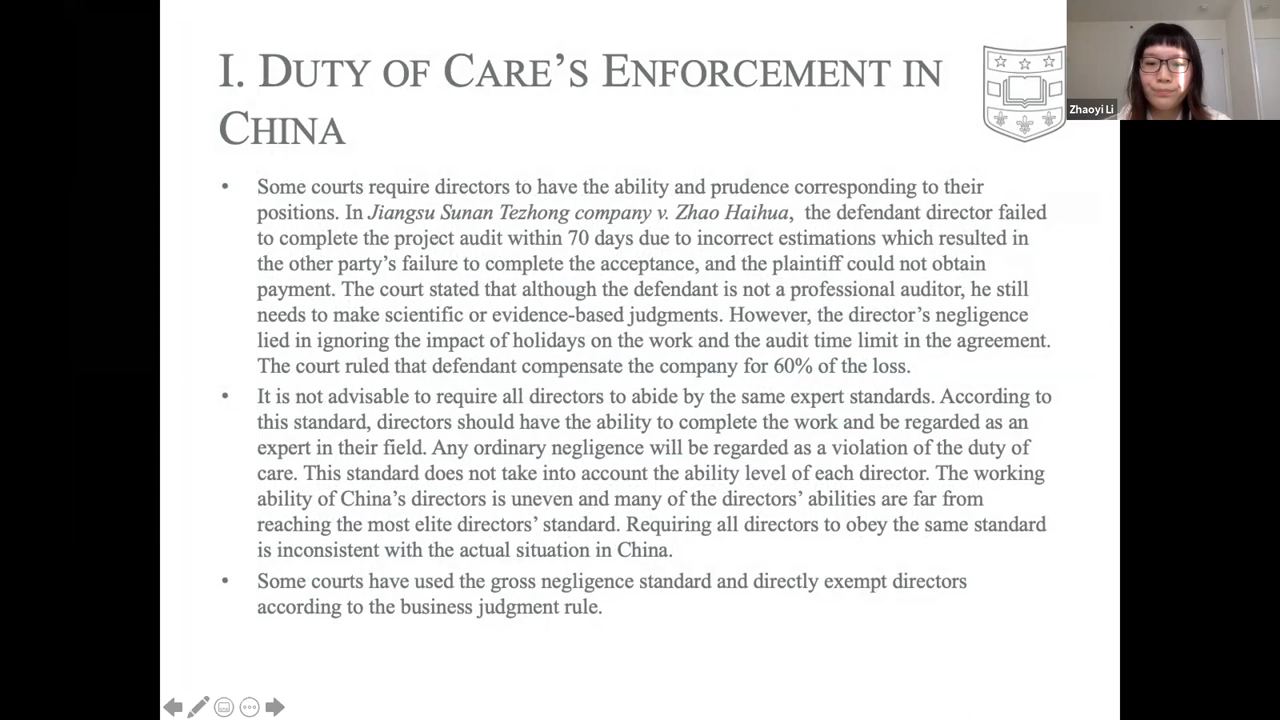 I. DUTY OF CARE’S ENFORCEMENT IN
CHINA
Zhaoyi Li
• Some courts require directors to have the ability and prudence corresponding to their
positions. In Jiangsu Sunan Tezhong company v. Zhao Haihua, the defendant director failed
to complete the project audit within 70 days due to incorrect estimations which resulted in
the other party’s failure to complete the acceptance, and the plaintiff could not obtain
payment. The court stated that although the defendant is not a professional auditor, he still
needs to make scientific or evidence-based judgments. However, the director’s negligence
lied in ignoring the impact of holidays on the work and the audit time limit in the agreement.
The court ruled that defendant compensate the company for 60% of the loss.
• It is not advisable to require all directors to abide by the same expert standards. According to
this standard, directors should have the ability to complete the work and be regarded as an
expert in their field. Any ordinary negligence will be regarded as a violation of the duty of
care. This standard does not take into account the ability level of each director. The working
ability of China’s directors is uneven and many of the directors’ abilities are far from
reaching the most elite directors’ standard. Requiring all directors to obey the same standard
is inconsistent with the actual situation in China.
• Some courts have used the gross negligence standard and directly exempt directors
according to the business judgment rule.